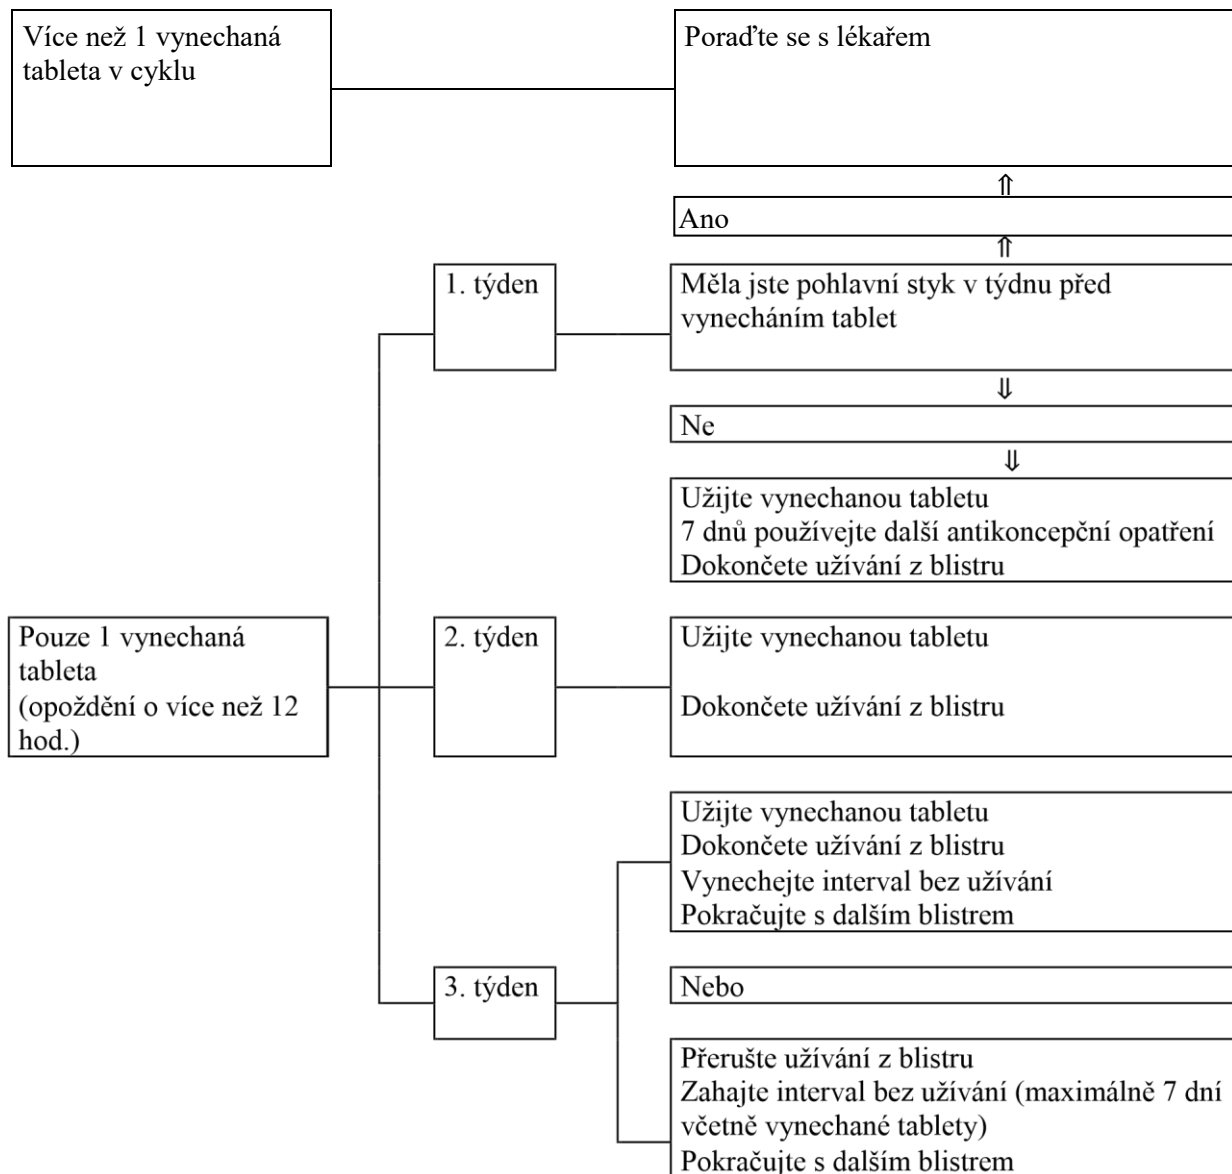 Více než 1 vynechaná
tableta v cyklu
Poraďte se s lékařem
⇑
Ano
⇑
1. týden
Měla jste pohlavní styk v týdnu před
vynecháním tablet
⇓
Ne
⇓
Užijte vynechanou tabletu
7 dnů používejte další antikoncepční opatření
Dokončete užívání z blistru
Pouze 1 vynechaná
tableta
(opoždění o více než 12
hod.)
2. týden
Užijte vynechanou tabletu
Dokončete užívání z blistru
3. týden
Užijte vynechanou tabletu
Dokončete užívání z blistru
Vynechejte interval bez užívání
Pokračujte s dalším blistrem
Nebo
Přerušte užívání z blistru
Zahajte interval bez užívání (maximálně 7 dní
včetně vynechané tablety)
Pokračujte s dalším blistrem